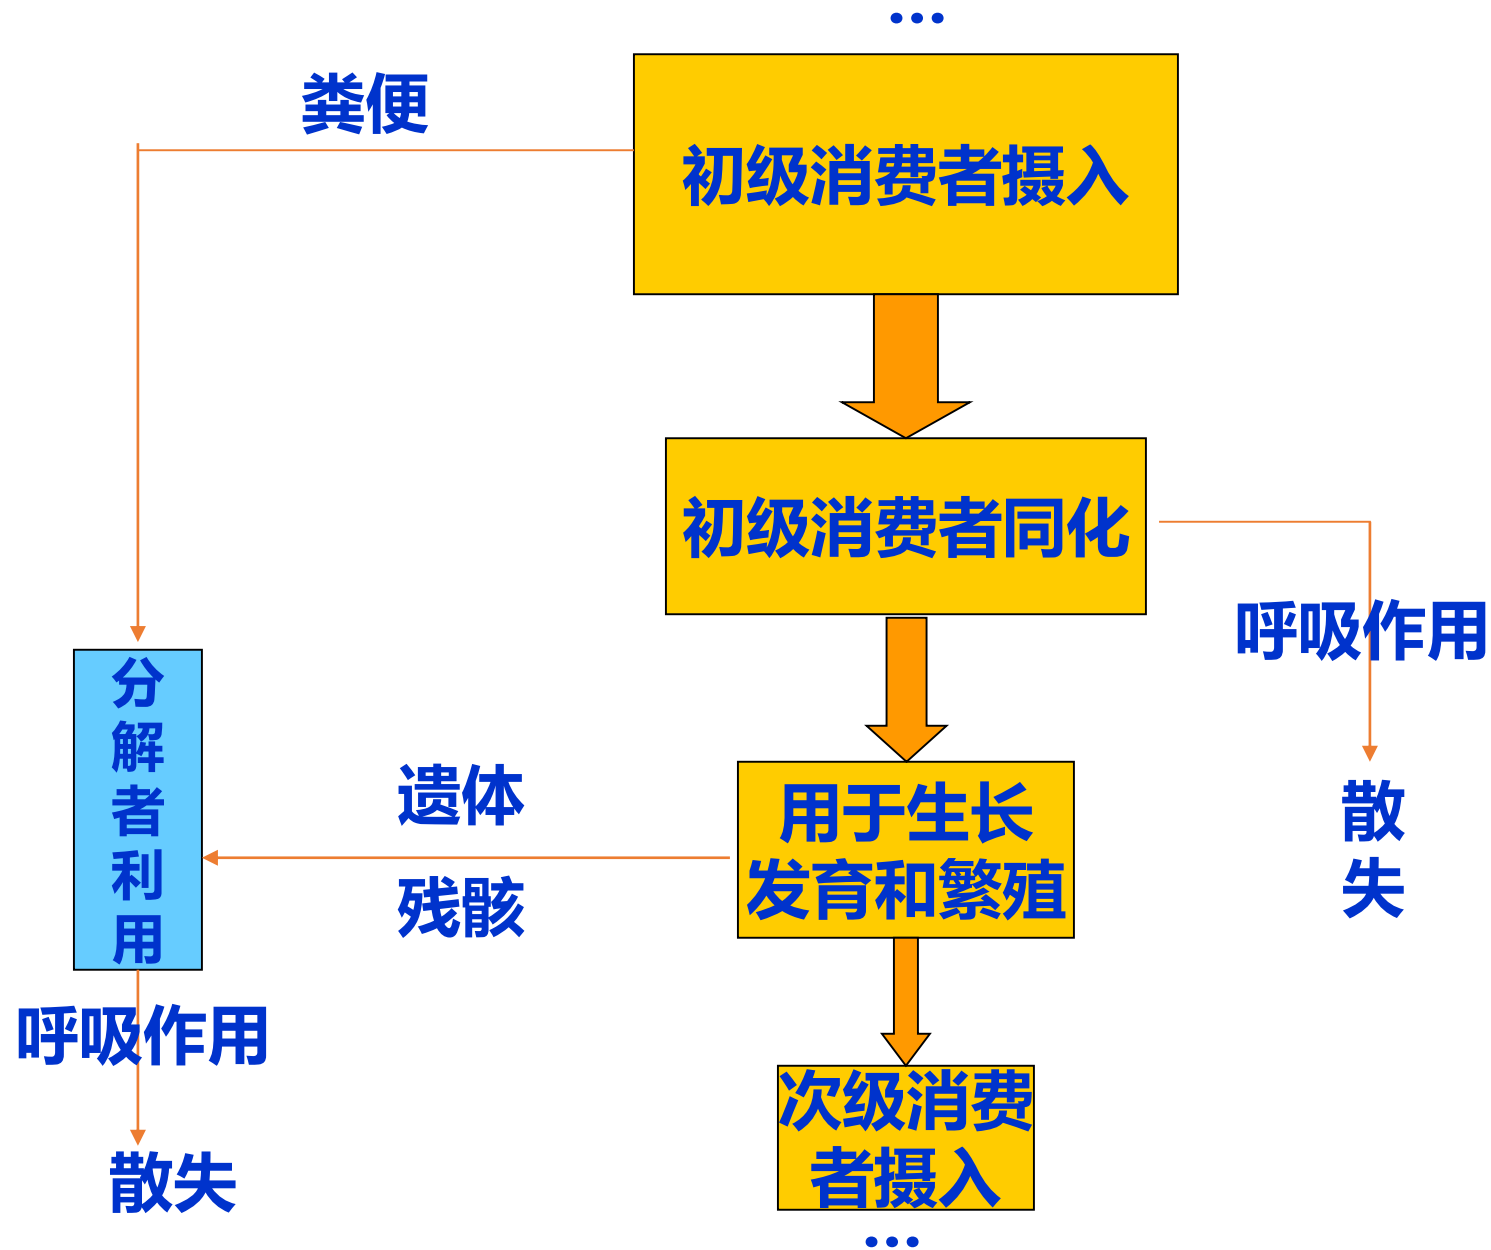 …
粪便
初级消费者摄入
初级消费者同化
呼吸作用
散
失
分
解
者
利
用
遗体
残骸
用于生长
发育和繁殖
呼吸作用
散失
次级消费
者摄入
…